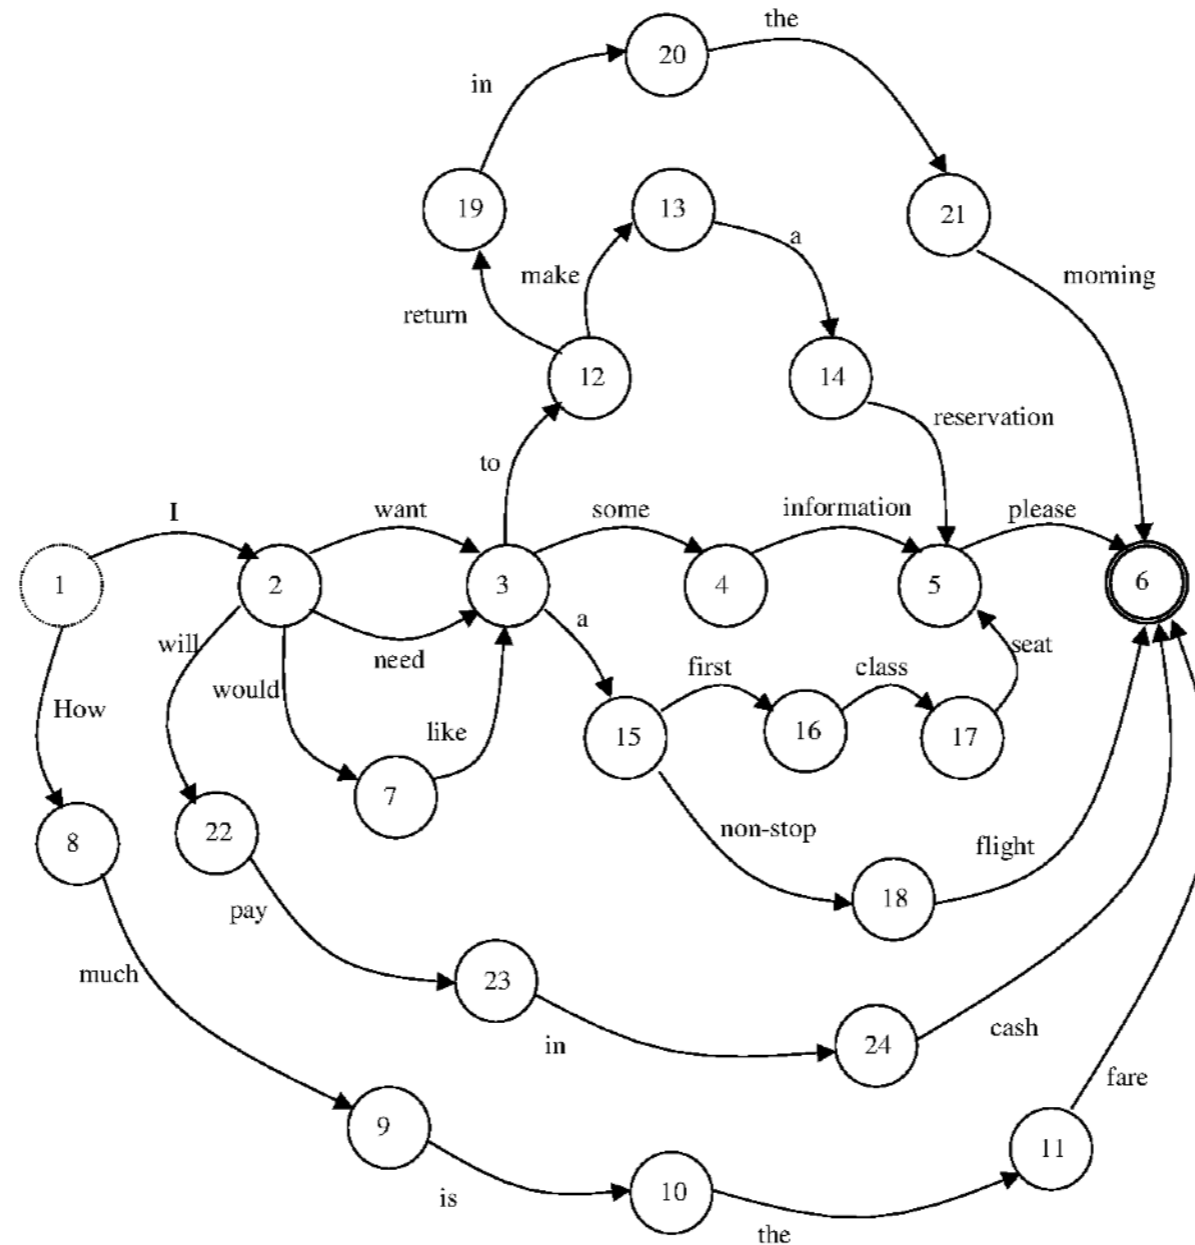 the
20
in
19
13
21
a
make
morning
return
12
14
reservation
to
I
want
some
information
please
1
2
3
4
5
6
will
need
a
seat
would
first
class
How
like
15
16
17
7
8
22
non-stop
flight
18
pay
much
23
in
24
cash
fare
9
11
is
10
the